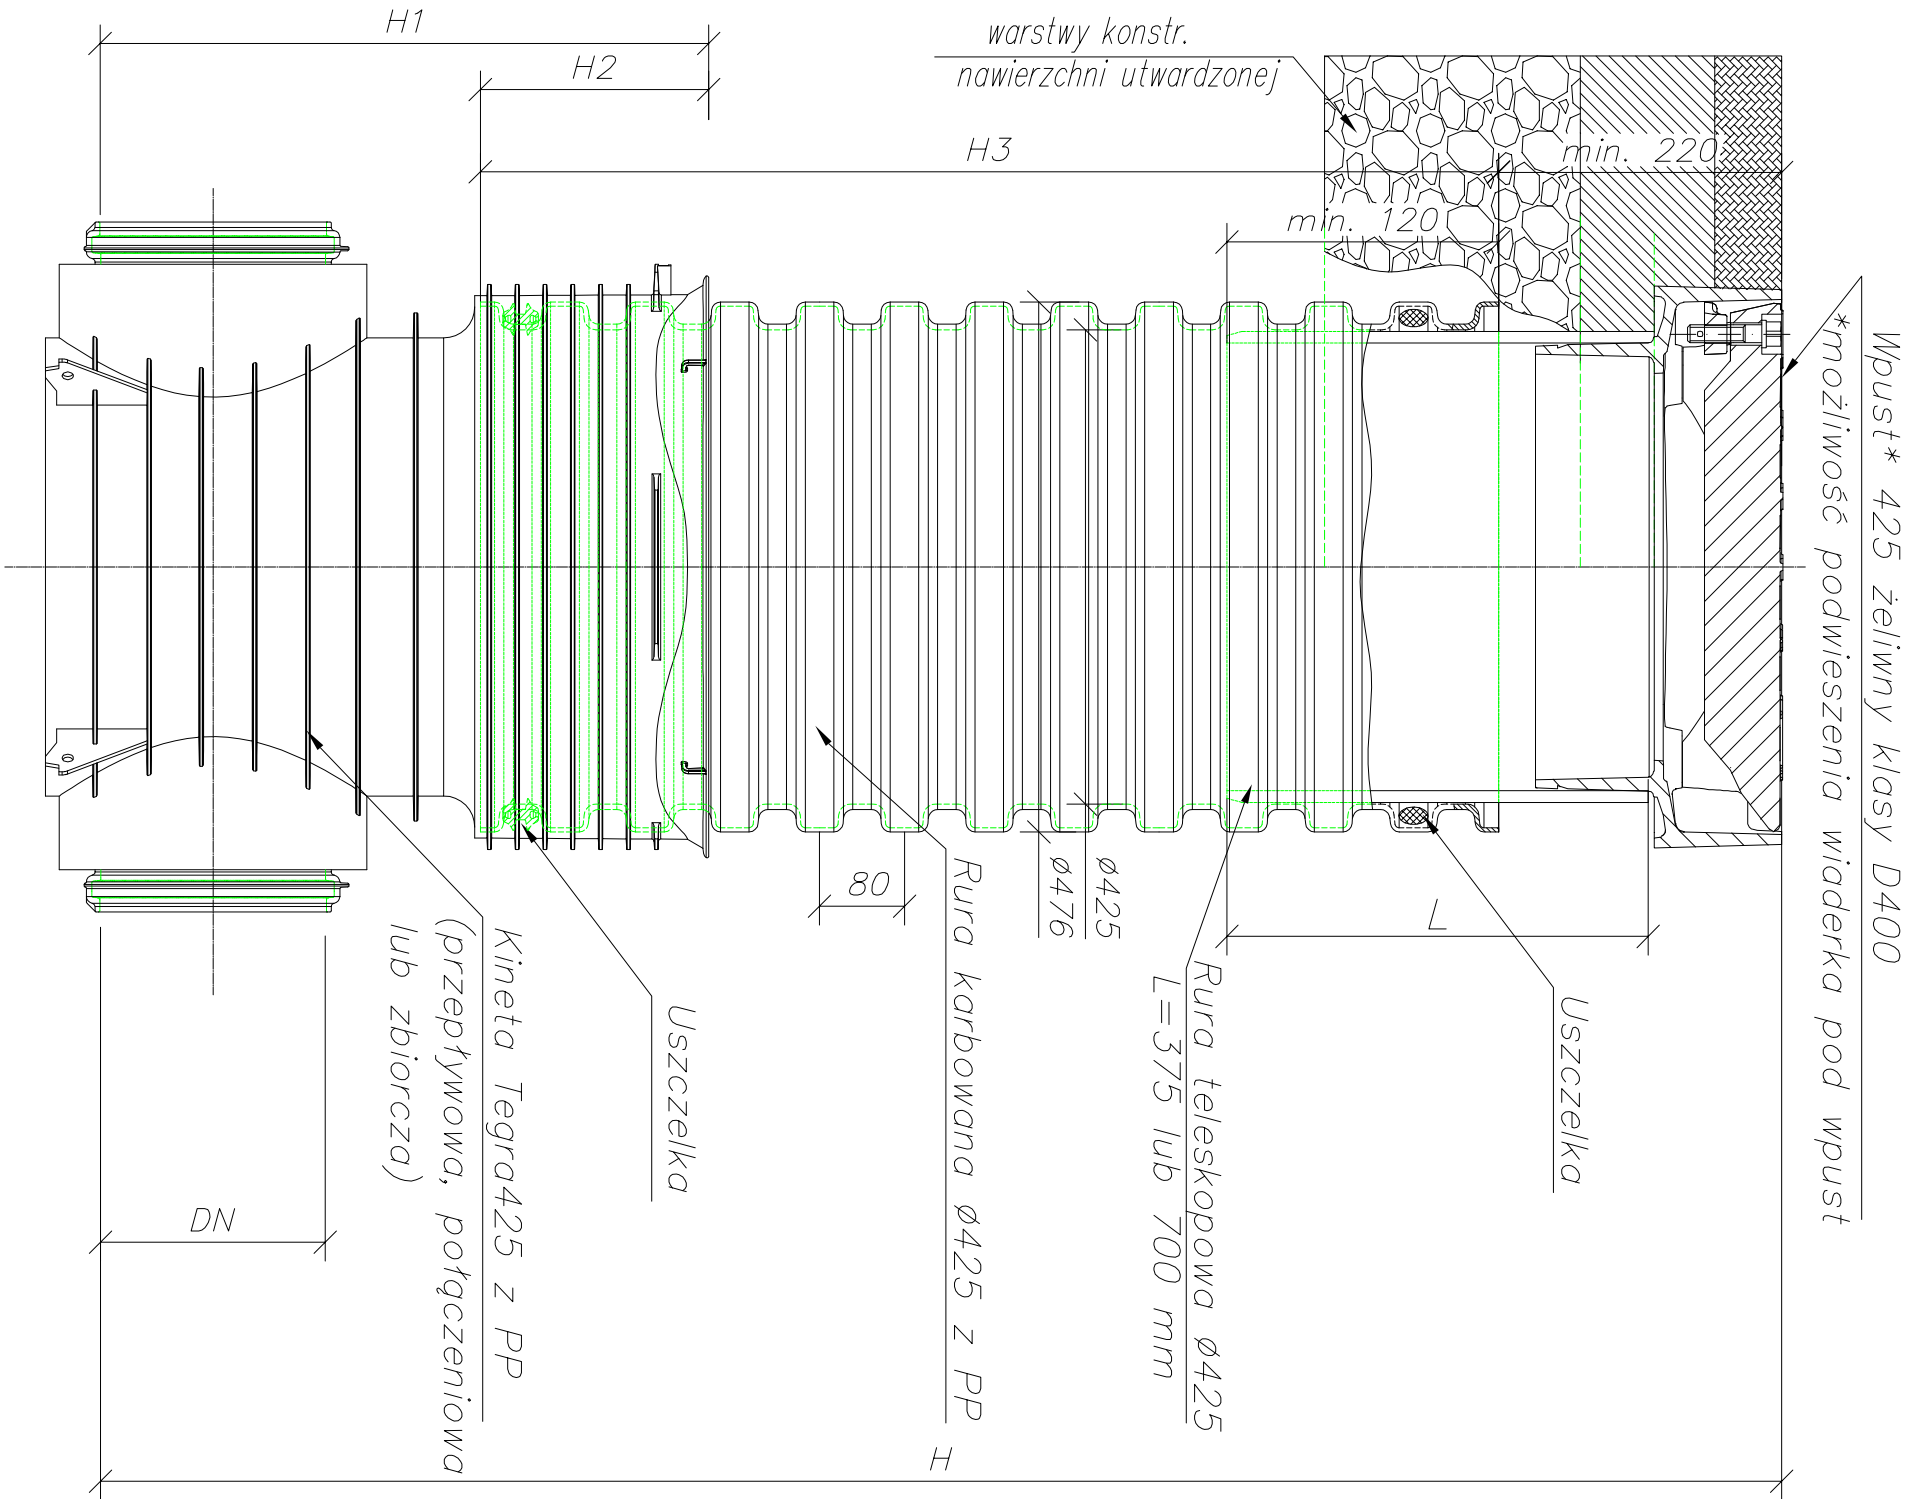 H1
H2
warstwy konstr.
nawierzchni utwardzonej
H3
min. 220
min. 120
Wpust* 425 żeliwny klasy D400
*możliwość podwieszenia wiaderka pod wpust
80
ø425
ø476
L
Uszczelka
Rura teleskopowa ø425
L=375 lub 700 mm
Rura karbowana ø425 z PP
Uszczelka
Kineta Tegra425 z PP
(przepływowa, połączeniowa
lub zbiorcza)
DN
H